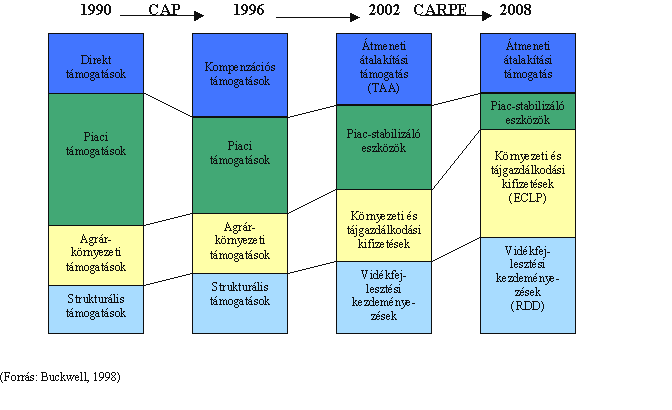 1990 CAP 1996 2002 CARPE 2008
Direkt
támogatások
Piaci
támogatások
Agrár-
környezeti
támogatások
Strukturális
támogatások
Kompenzációs
támogatások
Piaci
támogatások
Agrár-
környezeti
támogatások
Strukturális
támogatások
Átmeneti
átalakítási
támogatás
(TAA)
Piac-stabilizáló
eszközök
Környezeti és
tájgazdálkodási
kifizetések
Vidékfej-
lesztési
kezdeménye-
zések
Átmeneti
átalakítási
támogatás
Piac-stabilizáló
eszközök
Környezeti és
tájgazdálkodási
kifizetések
(ECLP)
Vidékfej-
lesztési
kezdeménye-
zések
(RDD)
(Forrás: Buckwell, 1998)